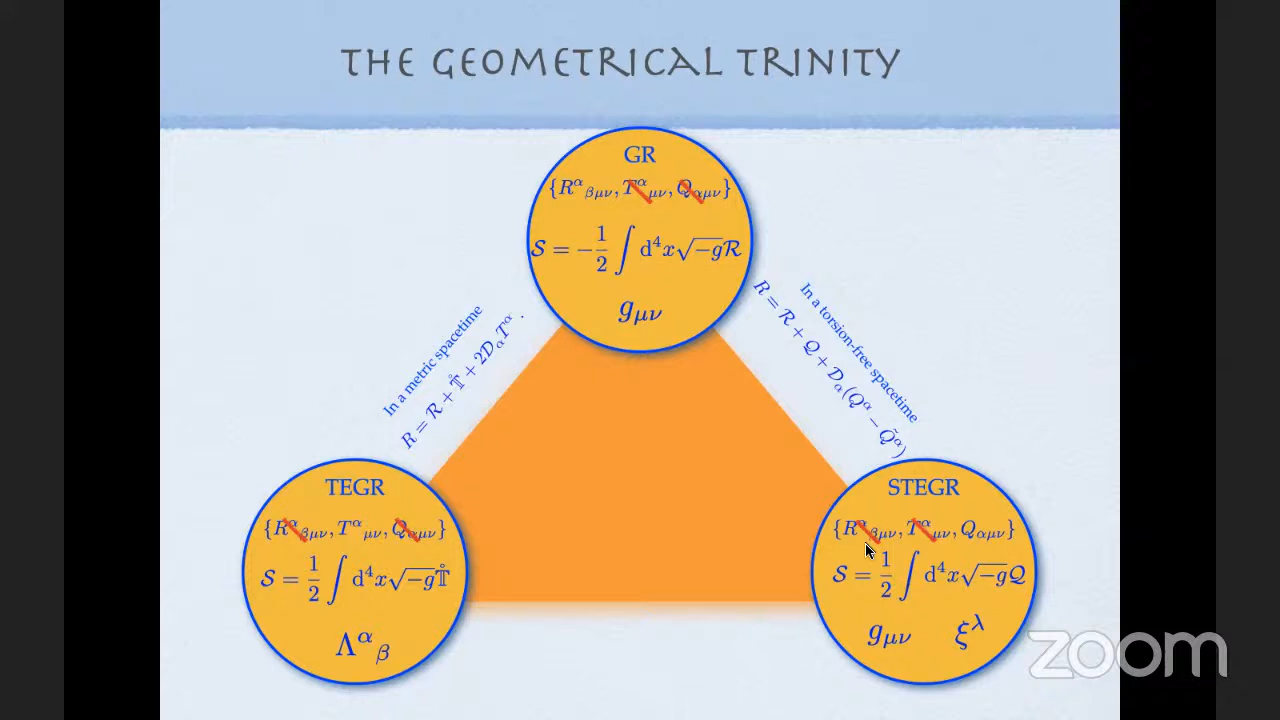 THE GEOMETRICAL TRINITY
GR
{R^α_βμν, T^α_μν, Q_αμν}
𝒮 = −1/2 ∫ d⁴x√−g ℛ
g_μν
In a metric spacetime
R = ℛ + 𝕋̊ + 2𝒟_αT^α .
In a torsion-free spacetime
R = ℛ + 𝒬 + 𝒟_α(Q^α − Q̃^α)
TEGR
{R^α_βμν, T^α_μν, Q_αμν}
𝒮 = 1/2 ∫ d⁴x√−g 𝕋̊
Λ^α_β
STEGR
{R^α_βμν, T^α_μν, Q_αμν}
𝒮 = 1/2 ∫ d⁴x√−g 𝒬
g_μν ξ^λ
zoom